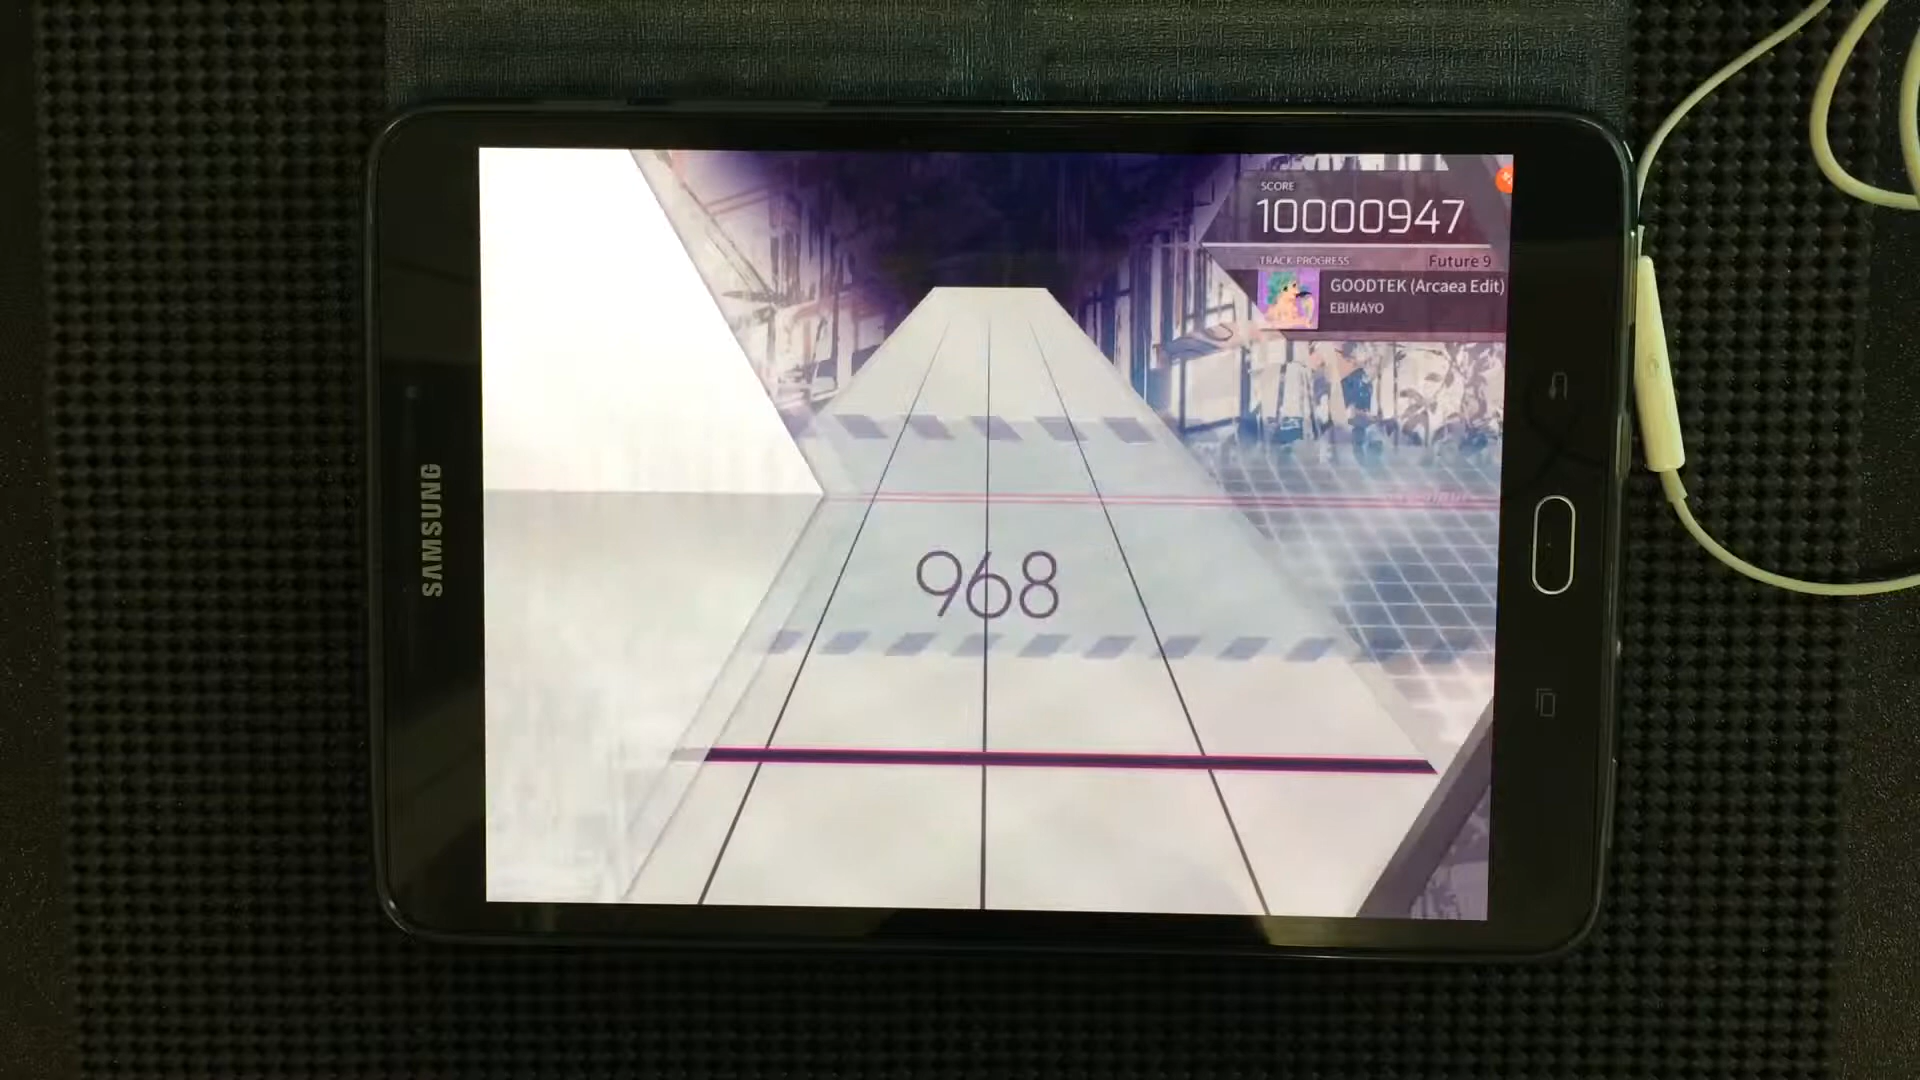 SAMSUNG
SCORE
10000947
TRACK PROGRESS
Future 9
GOODTEK (Arcaea Edit)
EBIMAYO
968